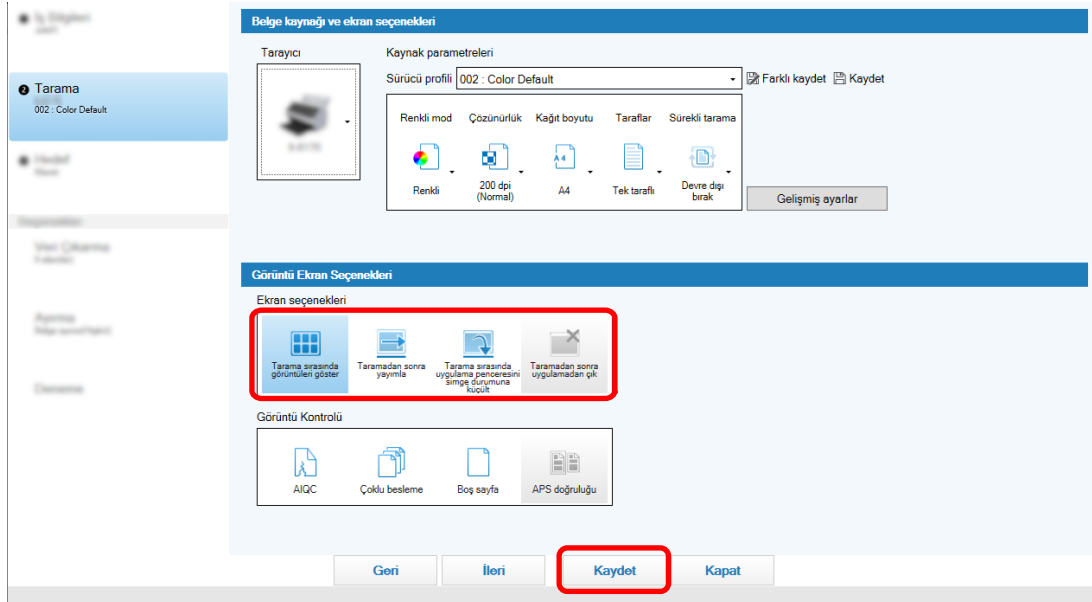 Belge kaynağı ve ekran seçenekleri
Tarayıcı
Kaynak parametreleri
Sürücü profili
002 : Color Default
Farklı kaydet
Kaydet
2 Tarama
002 : Color Default
Renkli mod
Çözünürlük
Kağıt boyutu
Taraflar
Sürekli tarama
A 4
Renkli
200 dpi
(Normal)
A4
Tek taraflı
Devre dışı
bırak
Gelişmiş ayarlar
Görüntü Ekran Seçenekleri
Ekran seçenekleri
Tarama sırasında
görüntüleri göster
Taramadan sonra
yayımla
Tarama sırasında
uygulama penceresini
simge durumuna
küçült
Taramadan sonra
uygulamadan çık
Görüntü Kontrolü
AIQC
Çoklu besleme
Boş sayfa
APS doğruluğu
Geri
İleri
Kaydet
Kapat